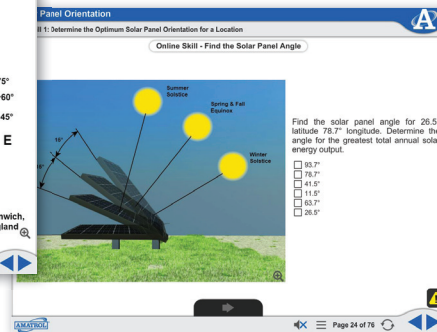 Panel Orientation
1: Determine the Optimum Solar Panel Orientation for a Location
Online Skill - Find the Solar Panel Angle
5°
60°
45°
E
nwich,
gland
Summer
Solstice
Spring & Fall
Equinox
Winter
Solstice
15°
Find the solar panel angle for 26.5
latitude 78.7° longitude. Determine the
angle for the greatest total annual sola
energy output.
93.7°
78.7°
41.5°
11.5°
63.7°
26.5°
AMATROL
Page 24 of 76